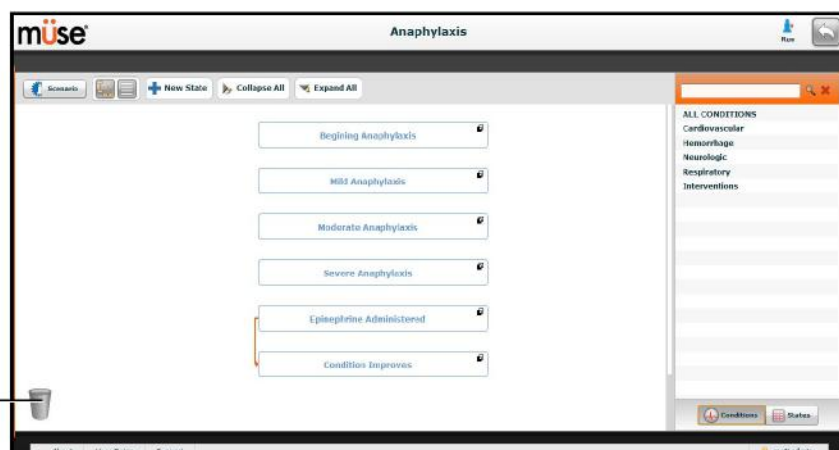 müse
Anaphylaxis
Run
Scenario
New State
Collapse All
Expand All
Begining Anaphylaxis
Mild Anaphylaxis
Moderate Anaphylaxis
Severe Anaphylaxis
Epinephrine Administered
Condition Improves
ALL CONDITIONS
Cardiovascular
Hemorrhage
Neurologic
Respiratory
Interventions
Conditions
States